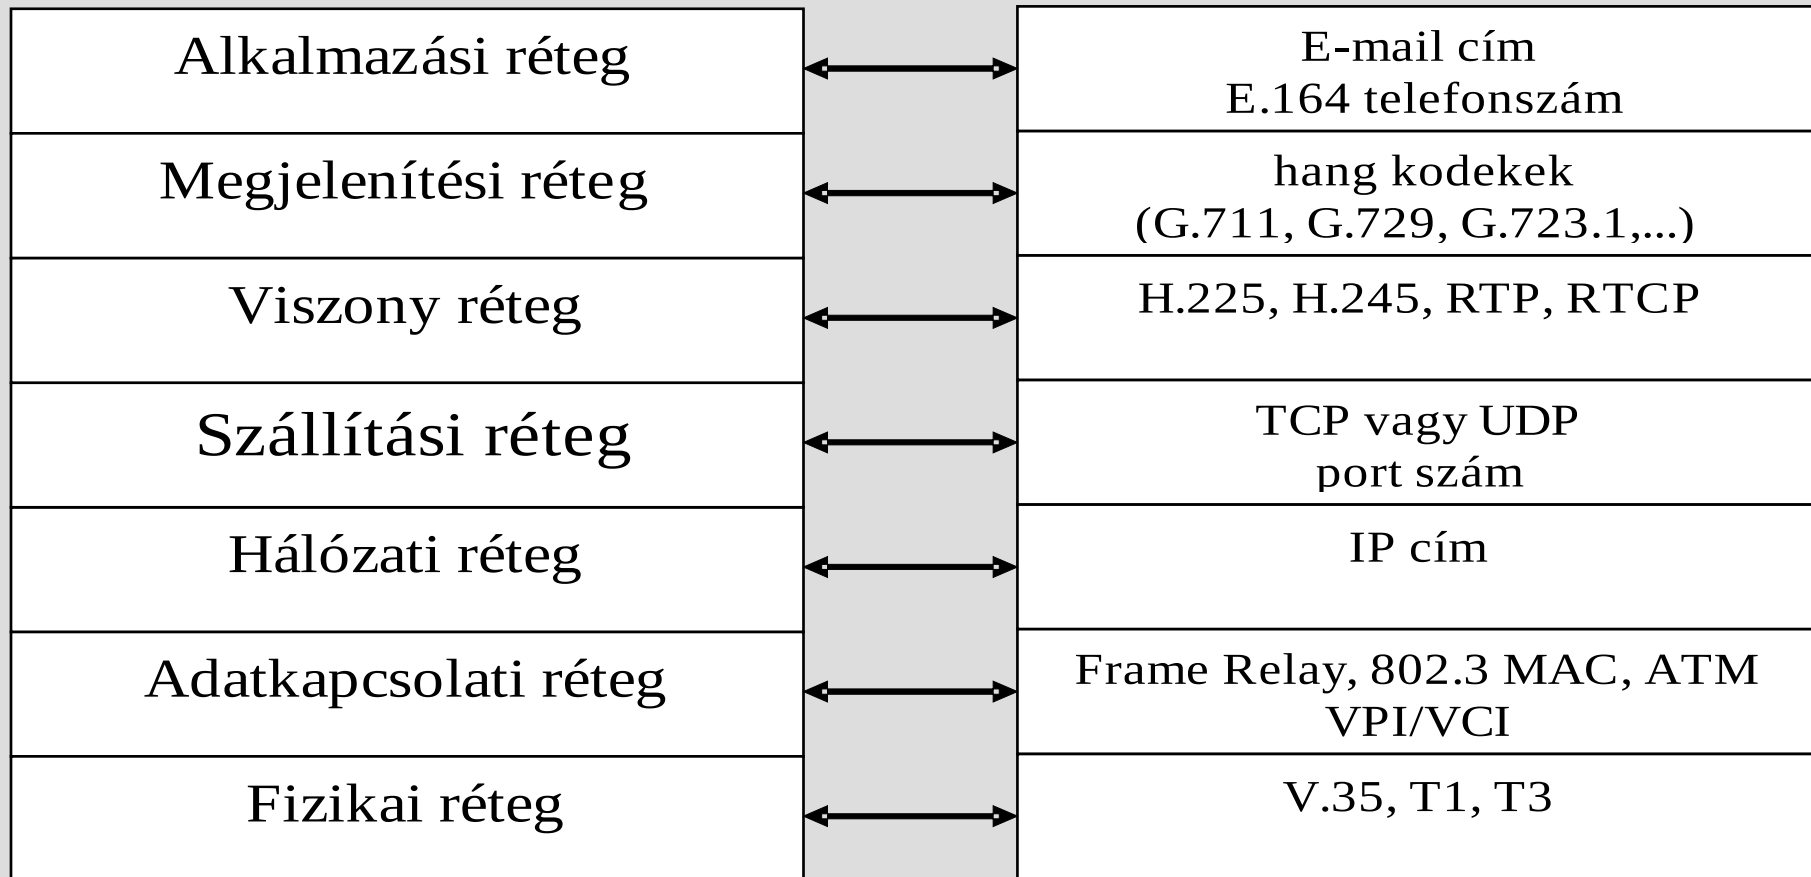 Alkalmazási réteg
E-mail cím
E.164 telefonszám
Megjelenítési réteg
hang kodekek
(G.711, G.729, G.723.1,...)
Viszony réteg
H.225, H.245, RTP, RTCP
Szállítási réteg
TCP vagy UDP
port szám
Hálózati réteg
IP cím
Adatkapcsolati réteg
Frame Relay, 802.3 MAC, ATM
VPI/VCI
Fizikai réteg
V.35, T1, T3